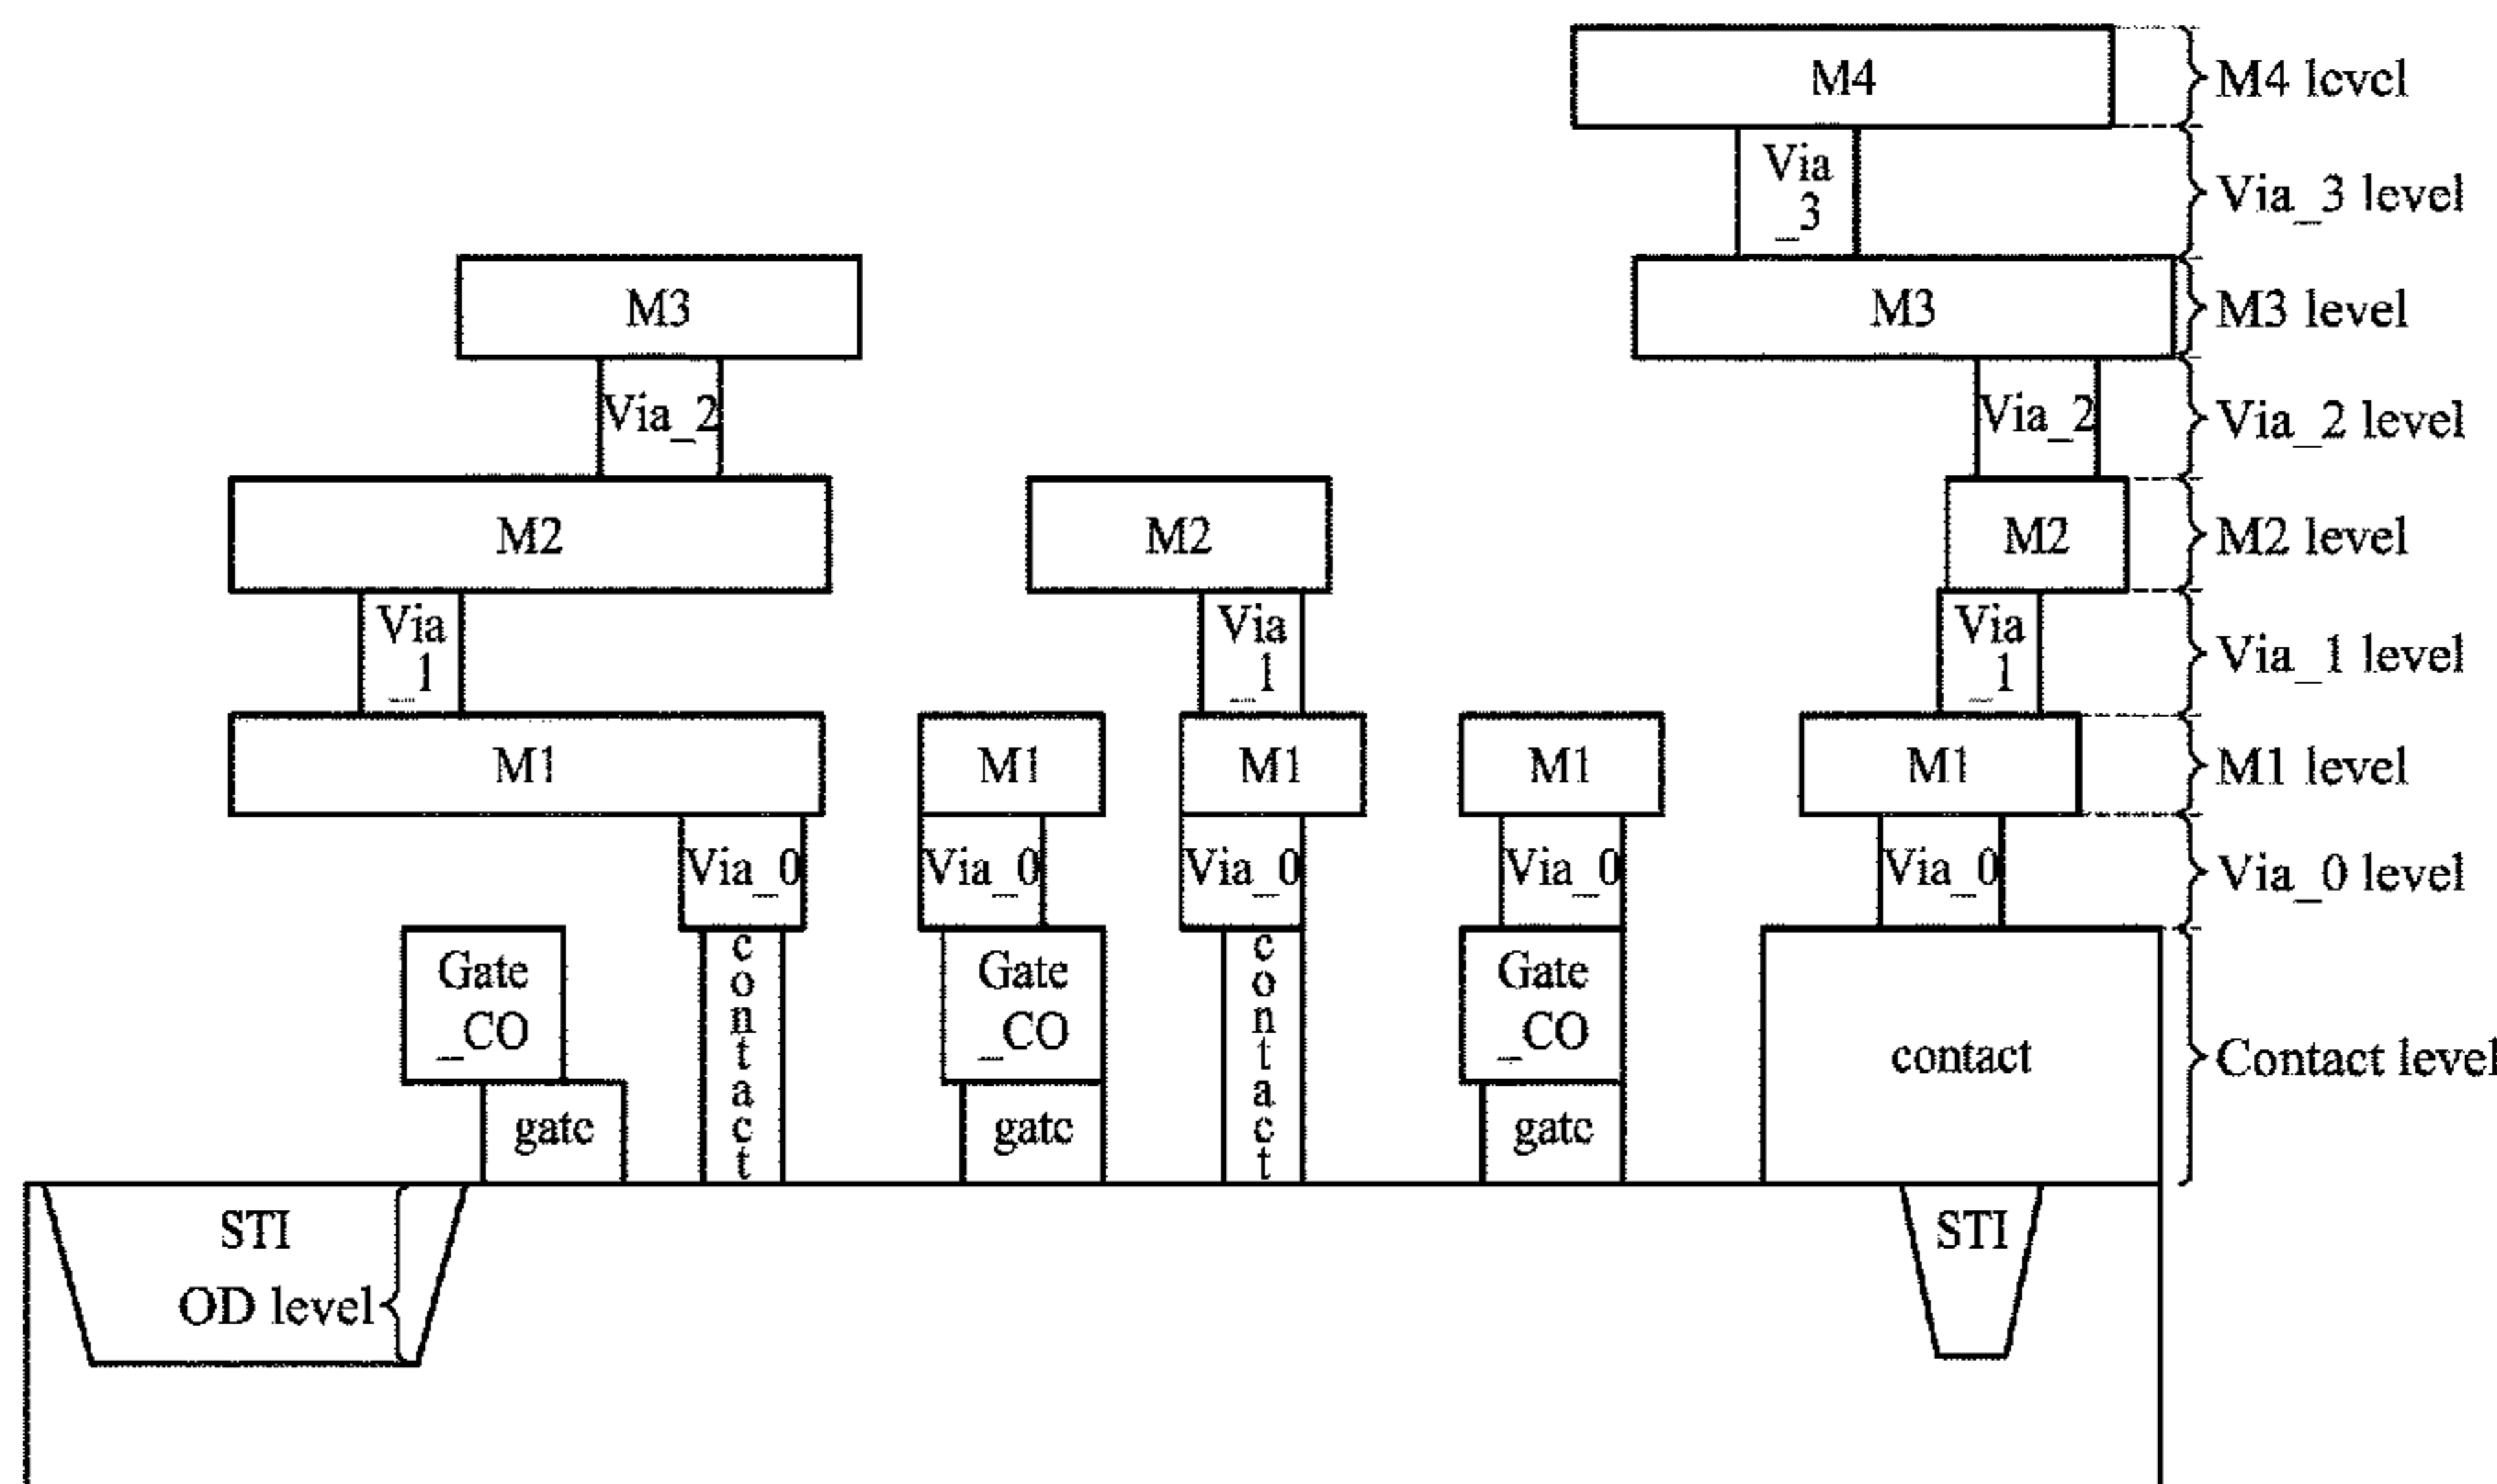 M4
M4 level
Via
_3
Via_3 level
M3
M3
M3 level
Via_2
Via_2
Via_2 level
M2
M2
M2
M2 level
Via
_1
Via
_1
Via
_1
Via_1 level
M1
M1
M1
M1
M1
M1 level
Via_0
Via_0
Via_0
Via_0
Via_0
Via_0 level
Gate
_CO
contact
Gate
_CO
contact
Gate
_CO
contact
Contact level
gate
gate
gate
STI
OD level
STI